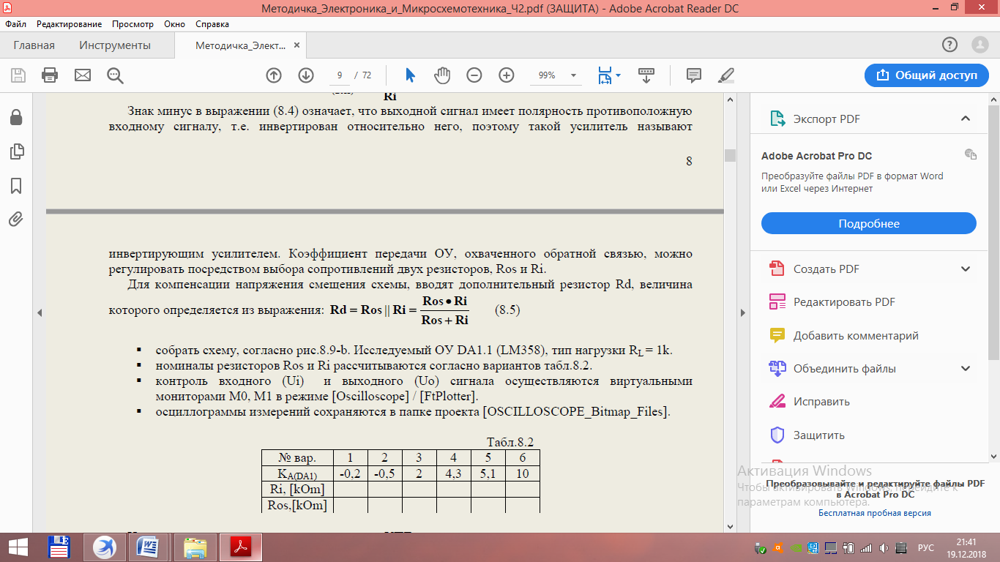 Методичка_Электроника_и_Микросхемотехника_Ч2.pdf (ЗАЩИТА) - Adobe Acrobat Reader DC
Файл Редактирование Просмотр Окно Справка
Главная Инструменты Методичка_Элект... ×
9 / 72 99% Общий доступ
Ri
Знак минус в выражении (8.4) означает, что выходной сигнал имеет полярность противоположную
входному сигналу, т.е. инвертирован относительно него, поэтому такой усилитель называют
8
инвертирующим усилителем. Коэффициент передачи ОУ, охваченного обратной связью, можно
регулировать посредством выбора сопротивлений двух резисторов, Ros и Ri.
Для компенсации напряжения смещения схемы, вводят дополнительный резистор Rd, величина
которого определяется из выражения: Rd = Ros || Ri = Ros • Ri / Ros + Ri (8.5)
▪ собрать схему, согласно рис.8.9-b. Исследуемый ОУ DA1.1 (LM358), тип нагрузки RL = 1k.
▪ номиналы резисторов Ros и Ri рассчитываются согласно вариантов табл.8.2.
▪ контроль входного (Ui) и выходного (Uo) сигнала осуществляются виртуальными
мониторами M0, M1 в режиме [Oscilloscope] / [FtPlotter].
▪ осциллограммы измерений сохраняются в папке проекта [OSCILLOSCOPE_Bitmap_Files].
Табл.8.2
№ вар. 1 2 3 4 5 6
KA(DA1) -0,2 -0,5 2 4,3 5,1 10
Ri, [kOm]
Ros,[kOm]
Экспорт PDF
Adobe Acrobat Pro DC
Преобразуйте файлы PDF в формат Word
или Excel через Интернет
Подробнее
Создать PDF
Редактировать PDF
Добавить комментарий
Объединить файлы
Исправить
Защитить
Активация Windows
Чтобы активировать Windows, перейдите к
параметрам компьютера.
Преобразовывайте и редактируйте файлы PDF
в Acrobat Pro DC
Бесплатная пробная версия
РУС
21:41
19.12.2018